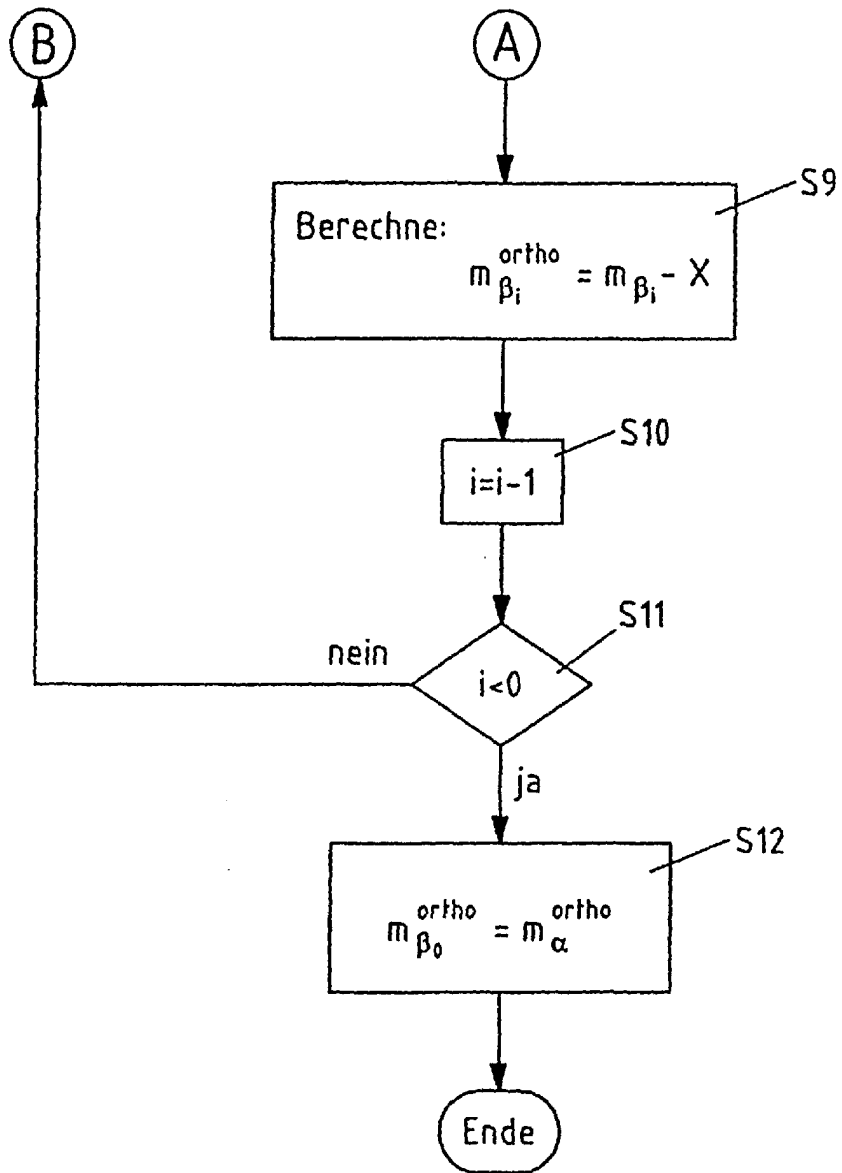 B
A
S9
Berechne:
m_{β_i}^{ortho} = m_{β_i} - X
S10
i=i-1
S11
nein
i<0
ja
S12
m_{β_0}^{ortho} = m_α^{ortho}
Ende